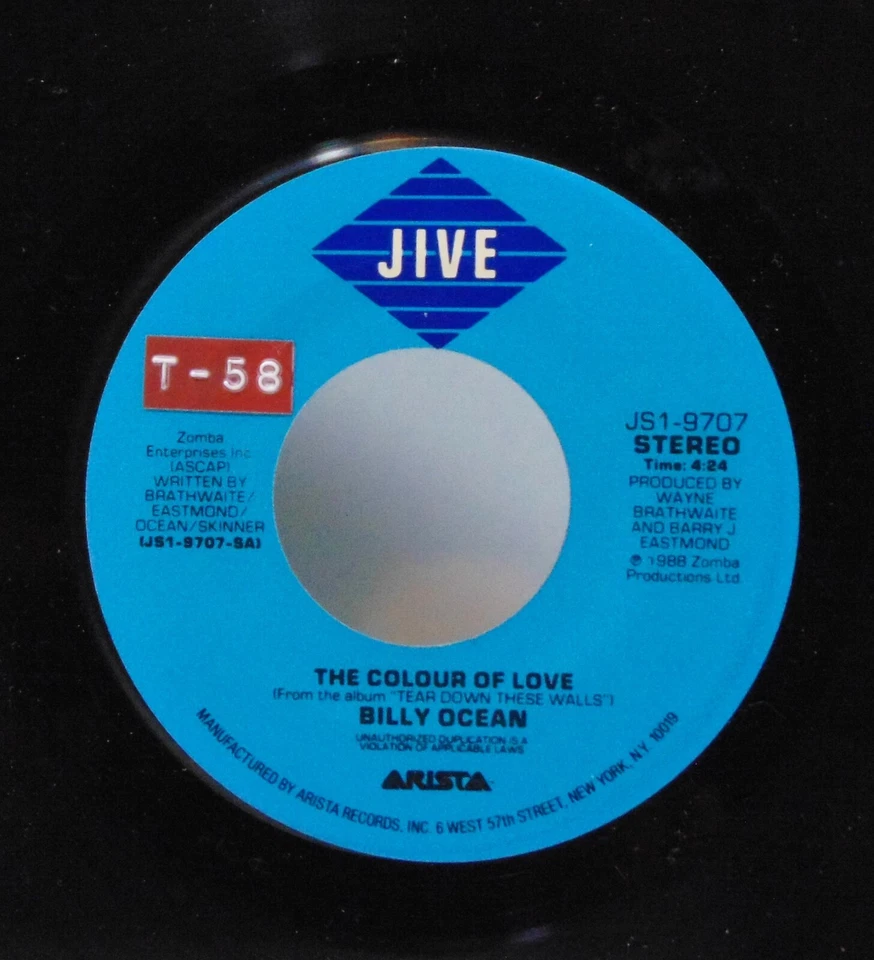 JIVE
T-58
Zomba
Enterprises Inc.
(ASCAP)
WRITTEN BY
BRATHWAITE/
EASTMOND/
OCEAN/SKINNER
(JS1-9707-SA)
JS1-9707
STEREO
Time: 4:24
PRODUCED BY
WAYNE
BRATHWAITE
AND BARRY J.
EASTMOND
℗ 1988 Zomba
Productions Ltd.
THE COLOUR OF LOVE
(From the album "TEAR DOWN THESE WALLS")
BILLY OCEAN
UNAUTHORIZED DUPLICATION IS A
VIOLATION OF APPLICABLE LAWS
ARISTA
MANUFACTURED BY ARISTA RECORDS, INC. 6 WEST 57th STREET, NEW YORK, N.Y. 10019